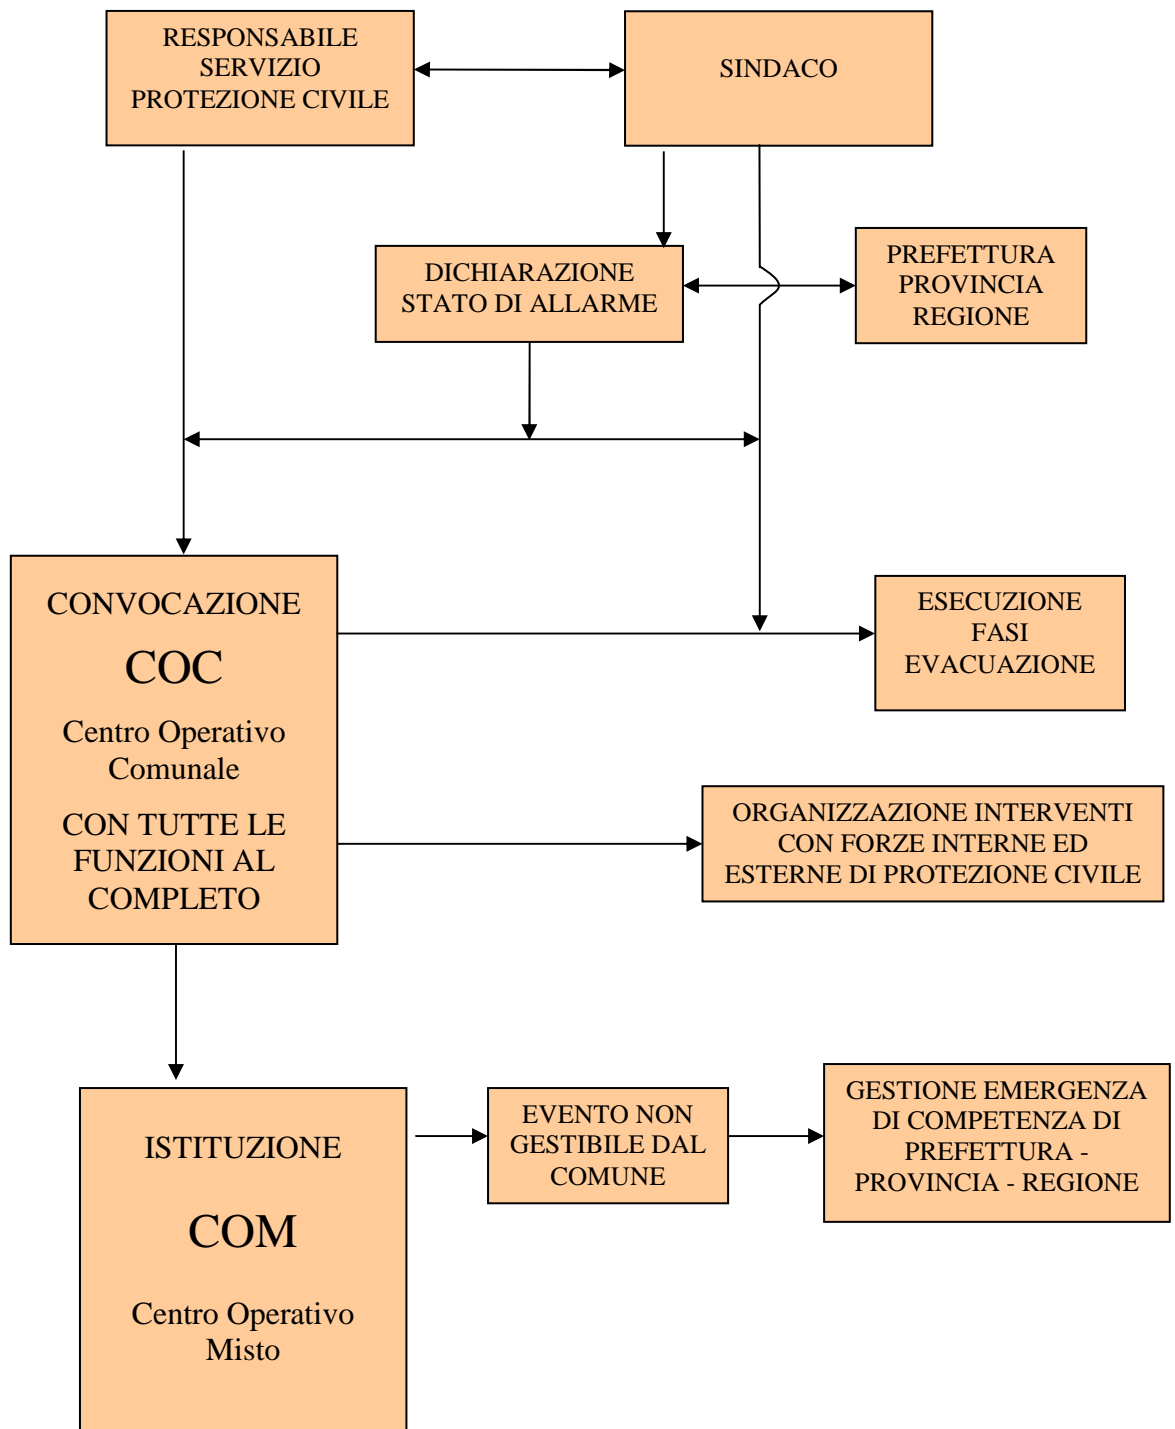 RESPONSABILE
SERVIZIO
PROTEZIONE CIVILE
SINDACO
DICHIARAZIONE
STATO DI ALLARME
PREFETTURA
PROVINCIA
REGIONE
CONVOCAZIONE
COC
Centro Operativo
Comunale
CON TUTTE LE
FUNZIONI AL
COMPLETO
ESECUZIONE
FASI
EVACUAZIONE
ORGANIZZAZIONE INTERVENTI
CON FORZE INTERNE ED
ESTERNE DI PROTEZIONE CIVILE
ISTITUZIONE
COM
Centro Operativo
Misto
EVENTO NON
GESTIBILE DAL
COMUNE
GESTIONE EMERGENZA
DI COMPETENZA DI
PREFETTURA -
PROVINCIA - REGIONE